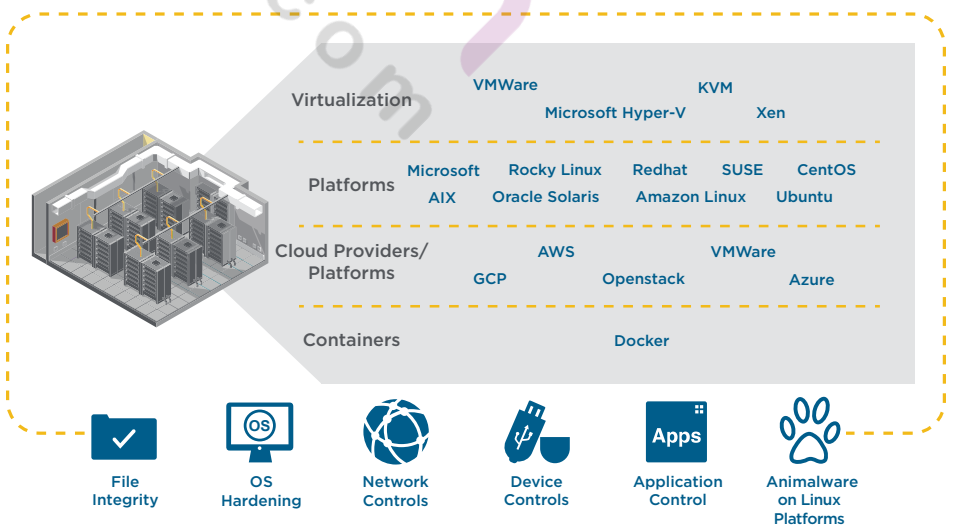 com
Virtualization
VMWare
KVM
Microsoft Hyper-V
Xen
Platforms
Microsoft
Rocky Linux
Redhat
SUSE
CentOS
AIX
Oracle Solaris
Amazon Linux
Ubuntu
Cloud Providers/
Platforms
AWS
VMWare
GCP
Openstack
Azure
Containers
Docker
OS
Apps
File
Integrity
OS
Hardening
Network
Controls
Device
Controls
Application
Control
Animalware
on Linux
Platforms